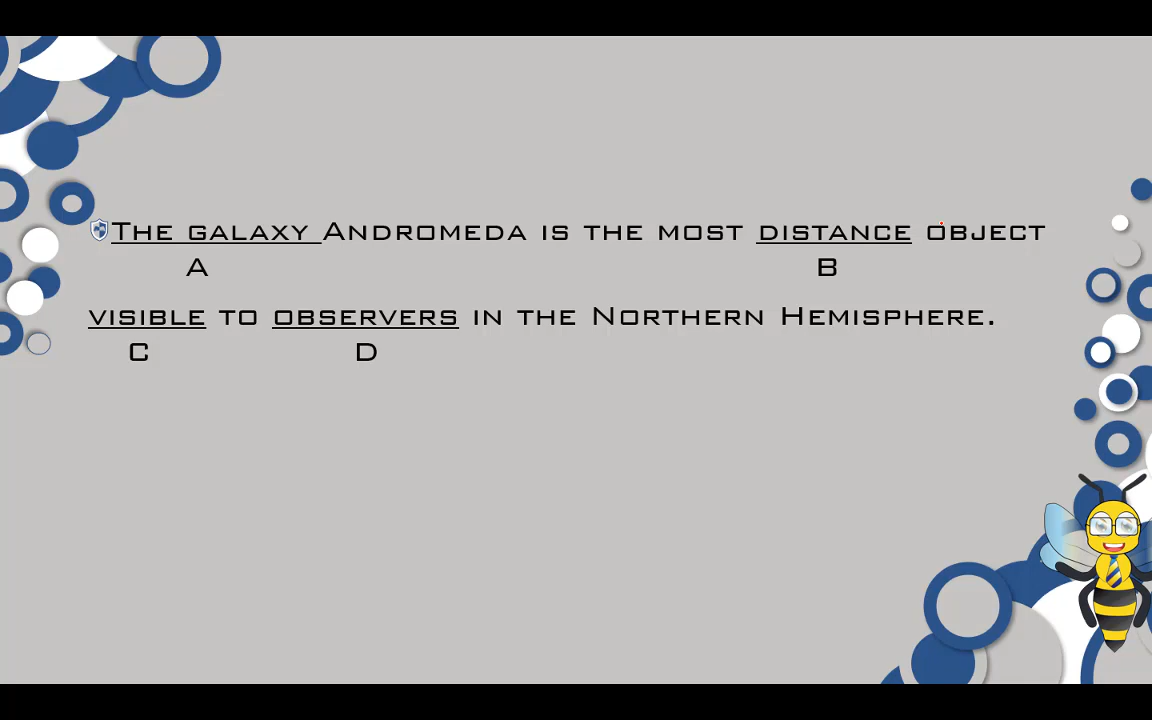 The galaxy Andromeda is the most distance object
A B
visible to observers in the Northern Hemisphere.
C D